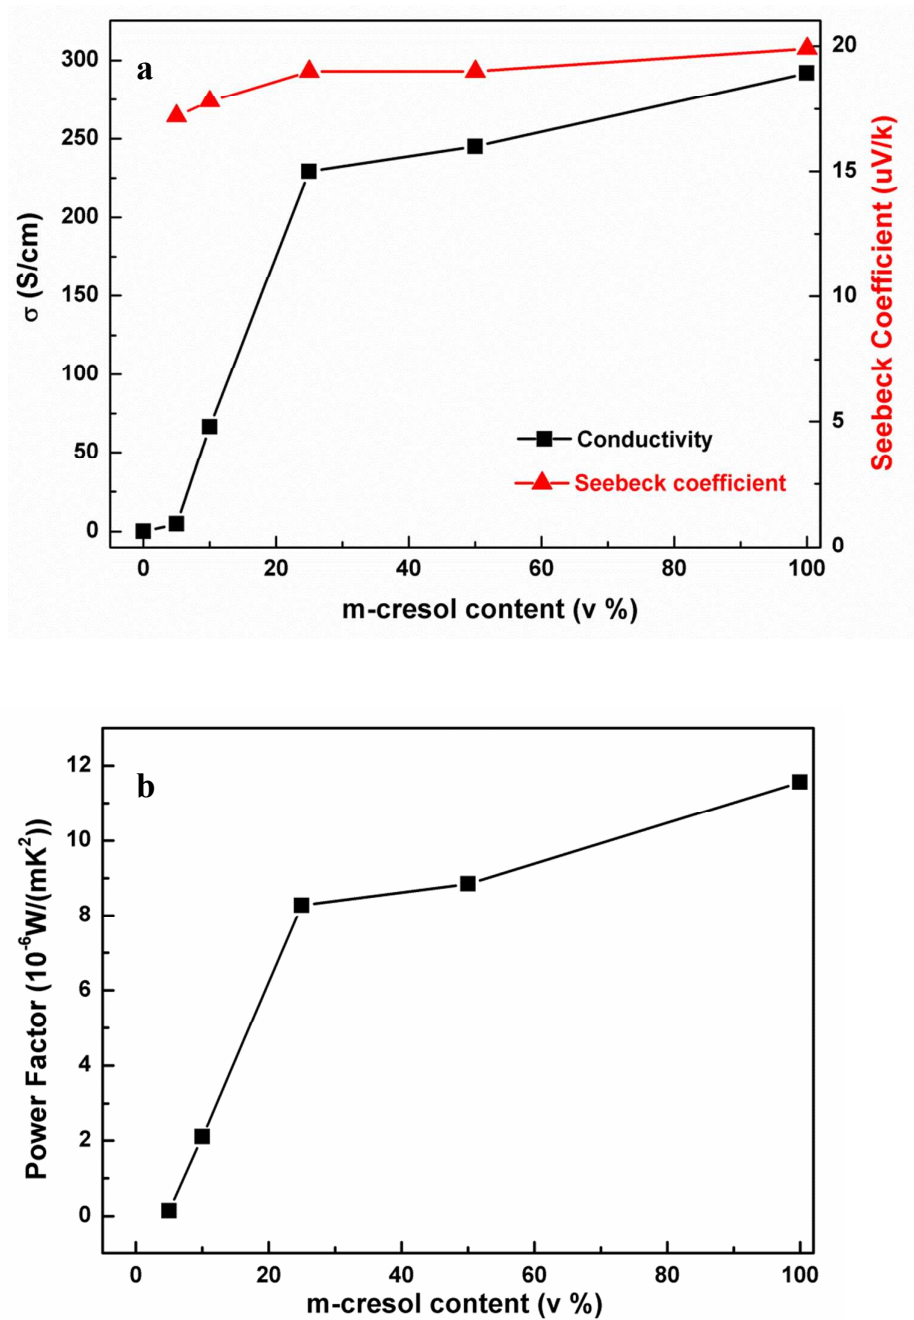 a
300
250
200
150
100
50
0
σ (S/cm)
20
15
10
5
0
Seebeck Coefficient (uV/k)
Conductivity
Seebeck coefficient
0 20 40 60 80 100
m-cresol content (v %)
b
12
10
8
6
4
2
0
Power Factor (10⁻⁶W/(mK²))
0 20 40 60 80 100
m-cresol content (v %)